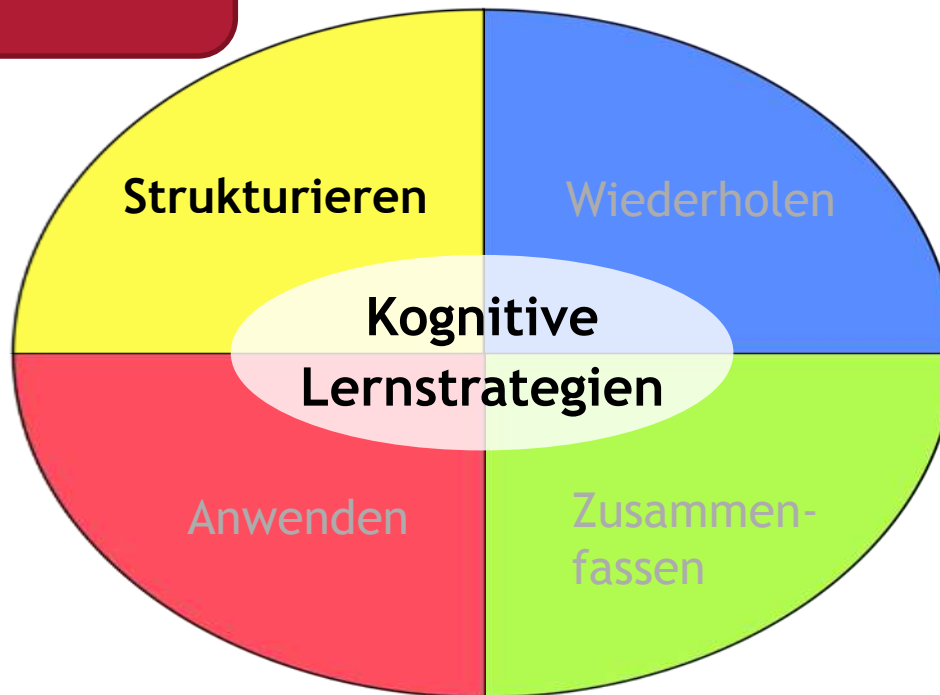 Strukturieren
Wiederholen
Kognitive
Lernstrategien
Anwenden
Zusammen-
fassen